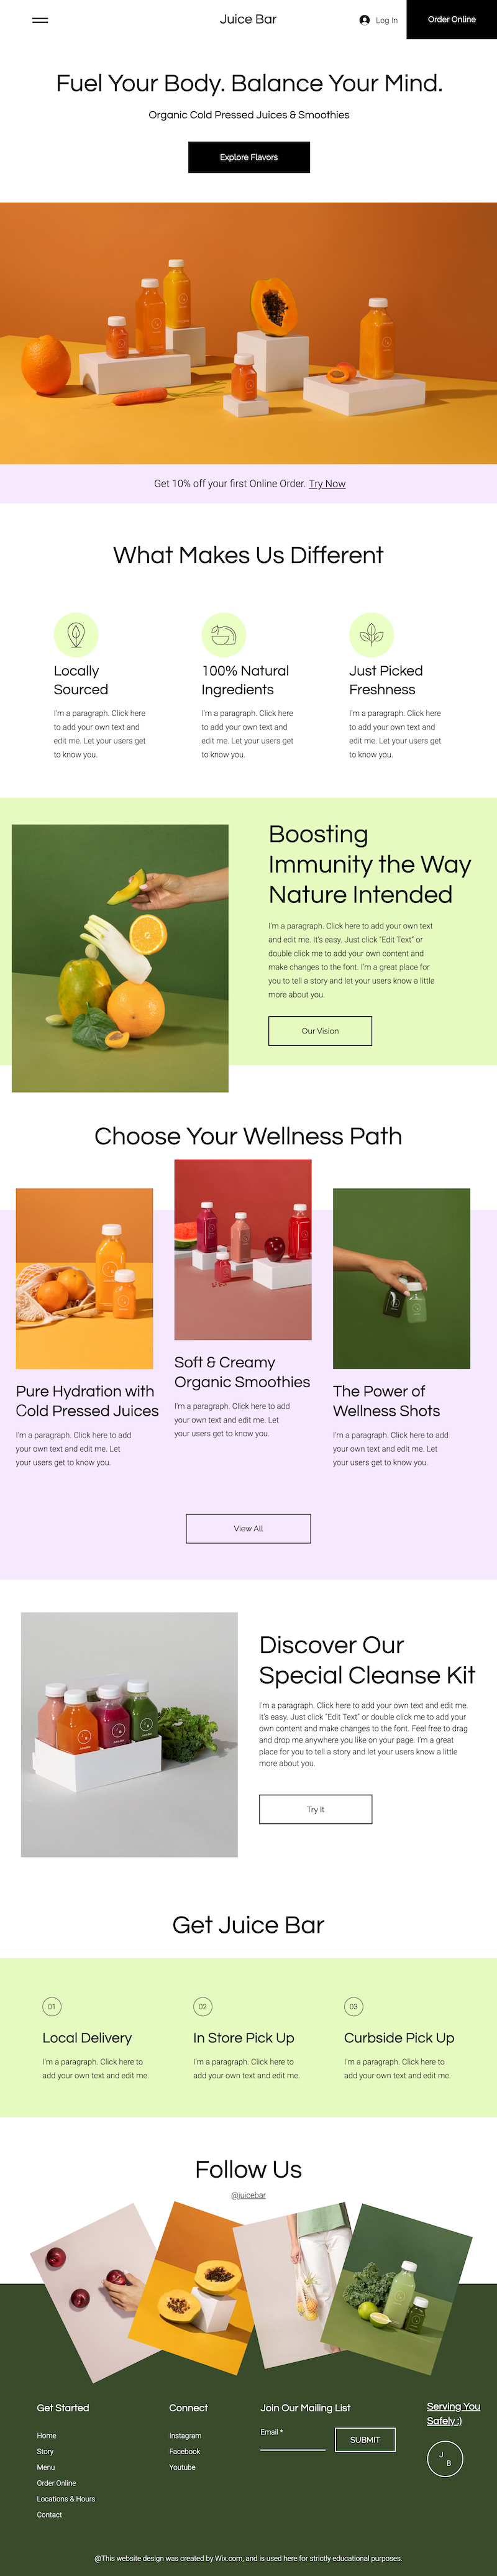 Juice Bar
Log In
Order Online
Fuel Your Body. Balance Your Mind.
Organic Cold Pressed Juices & Smoothies
Explore Flavors
Get 10% off your first Online Order. Try Now
What Makes Us Different
Locally
Sourced
I'm a paragraph. Click here
to add your own text and
edit me. Let your users get
to know you.
100% Natural
Ingredients
I'm a paragraph. Click here
to add your own text and
edit me. Let your users get
to know you.
Just Picked
Freshness
I'm a paragraph. Click here
to add your own text and
edit me. Let your users get
to know you.
Boosting
Immunity the Way
Nature Intended
I'm a paragraph. Click here to add your own text
and edit me. It's easy. Just click "Edit Text" or
double click me to add your own content and
make changes to the font. I'm a great place for
you to tell a story and let your users know a little
more about you.
Our Vision
Choose Your Wellness Path
Pure Hydration with
Cold Pressed Juices
I'm a paragraph. Click here to add
your own text and edit me. Let
your users get to know you.
Soft & Creamy
Organic Smoothies
I'm a paragraph. Click here to add
your own text and edit me. Let
your users get to know you.
The Power of
Wellness Shots
I'm a paragraph. Click here to add
your own text and edit me. Let
your users get to know you.
View All
Discover Our
Special Cleanse Kit
I'm a paragraph. Click here to add your own text and edit me.
It's easy. Just click "Edit Text" or double click me to add your
own content and make changes to the font. Feel free to drag
and drop me anywhere you like on your page. I'm a great
place for you to tell a story and let your users know a little
more about you.
Try It
Get Juice Bar
01
Local Delivery
I'm a paragraph. Click here to
add your own text and edit me.
02
In Store Pick Up
I'm a paragraph. Click here to
add your own text and edit me.
03
Curbside Pick Up
I'm a paragraph. Click here to
add your own text and edit me.
Follow Us
@juicebar
Get Started
Home
Story
Menu
Order Online
Locations & Hours
Contact
Connect
Instagram
Facebook
Youtube
Join Our Mailing List
Email *
SUBMIT
Serving You
Safely :)
J
B
@This website design was created by Wix.com, and is used here for strictly educational purposes.